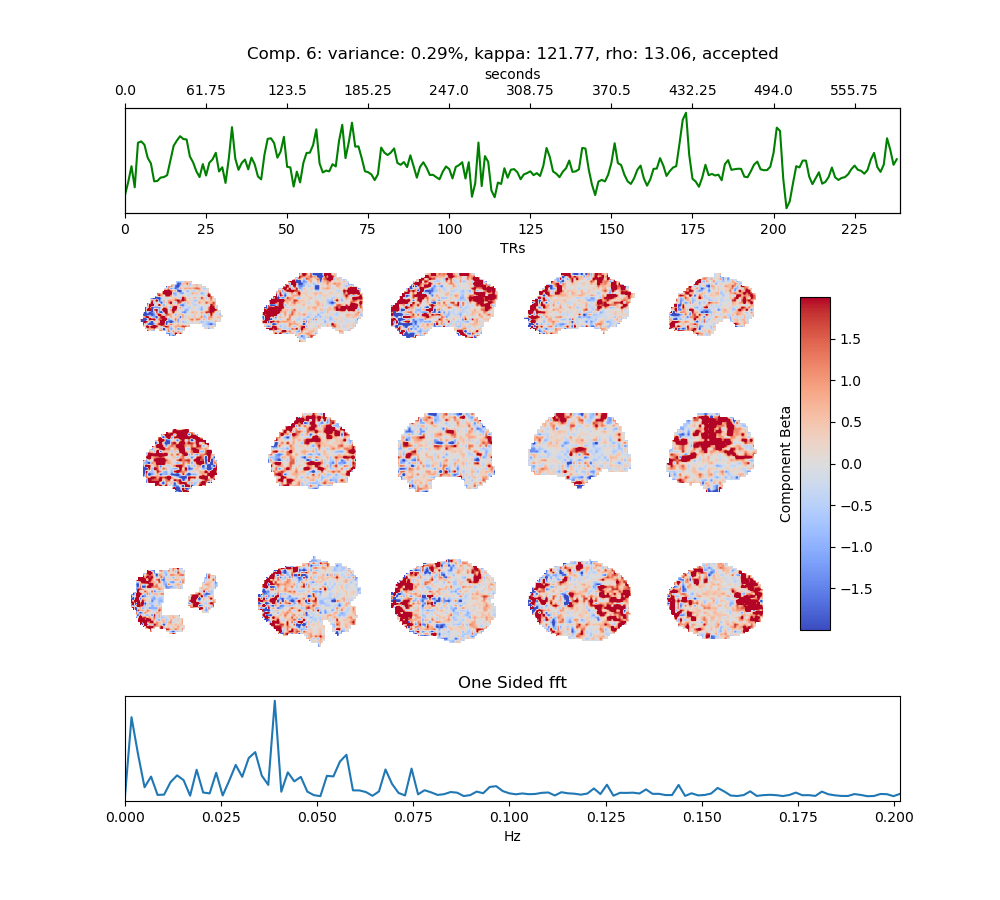 Comp. 6: variance: 0.29%, kappa: 121.77, rho: 13.06, accepted
seconds
0.0 61.75 123.5 185.25 247.0 308.75 370.5 432.25 494.0 555.75
0 25 50 75 100 125 150 175 200 225
TRs
1.5
1.0
0.5
0.0
−0.5
−1.0
−1.5
Component Beta
One Sided fft
0.000 0.025 0.050 0.075 0.100 0.125 0.150 0.175 0.200
Hz